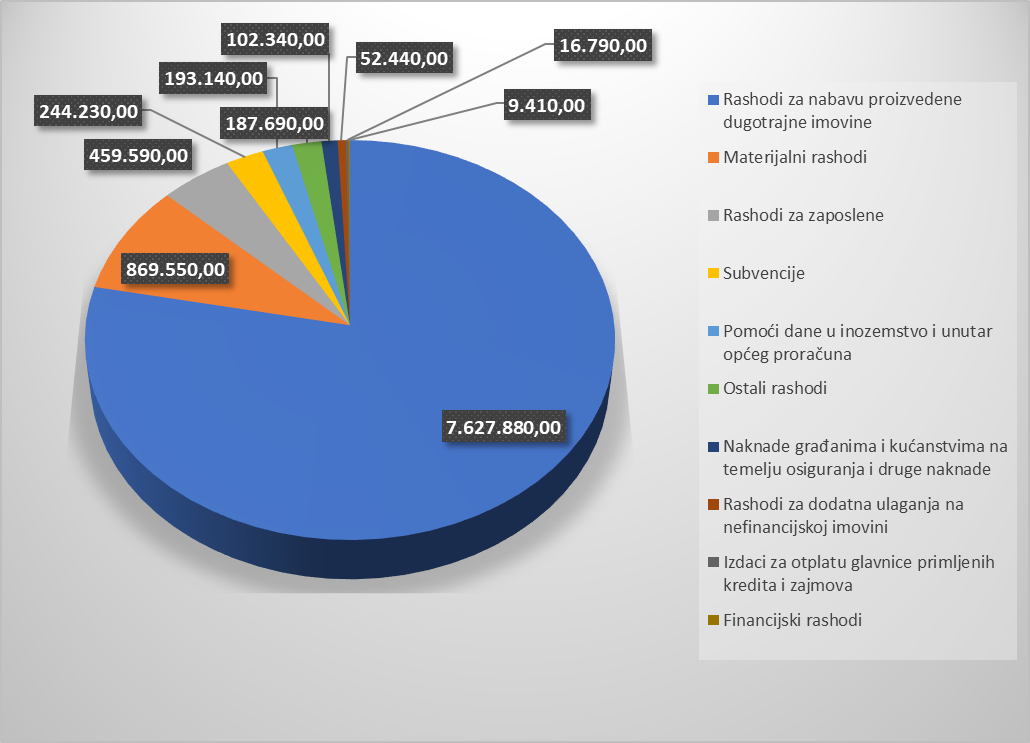 102.340,00
16.790,00
52.440,00
193.140,00
9.410,00
244.230,00
187.690,00
459.590,00
869.550,00
7.627.880,00
Rashodi za nabavu proizvedene
dugotrajne imovine
Materijalni rashodi
Rashodi za zaposlene
Subvencije
Pomoći dane u inozemstvo i unutar
općeg proračuna
Ostali rashodi
Naknade građanima i kućanstvima na
temelju osiguranja i druge naknade
Rashodi za dodatna ulaganja na
nefinancijskoj imovini
Izdaci za otplatu glavnice primljenih
kredita i zajmova
Financijski rashodi